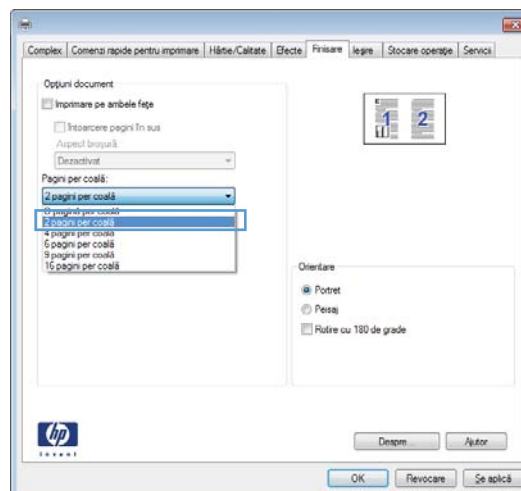 Complex Comenzi rapide pentru imprimare Hârtie/Calitate Efecte Finisare Ieşire Stocare operaţie Servicii
Opţiuni document
Imprimare pe ambele feţe
Întoarcere pagini în sus
Aspect broşură
Dezactivat
Pagini per coală:
2 pagini per coală
2 pagini per coală
4 pagini per coală
6 pagini per coală
9 pagini per coală
16 pagini per coală
1 2
Orientare
Portret
Peisaj
Rotire cu 180 de grade
hp
invent
Despre... Ajutor
OK Revocare Se aplică